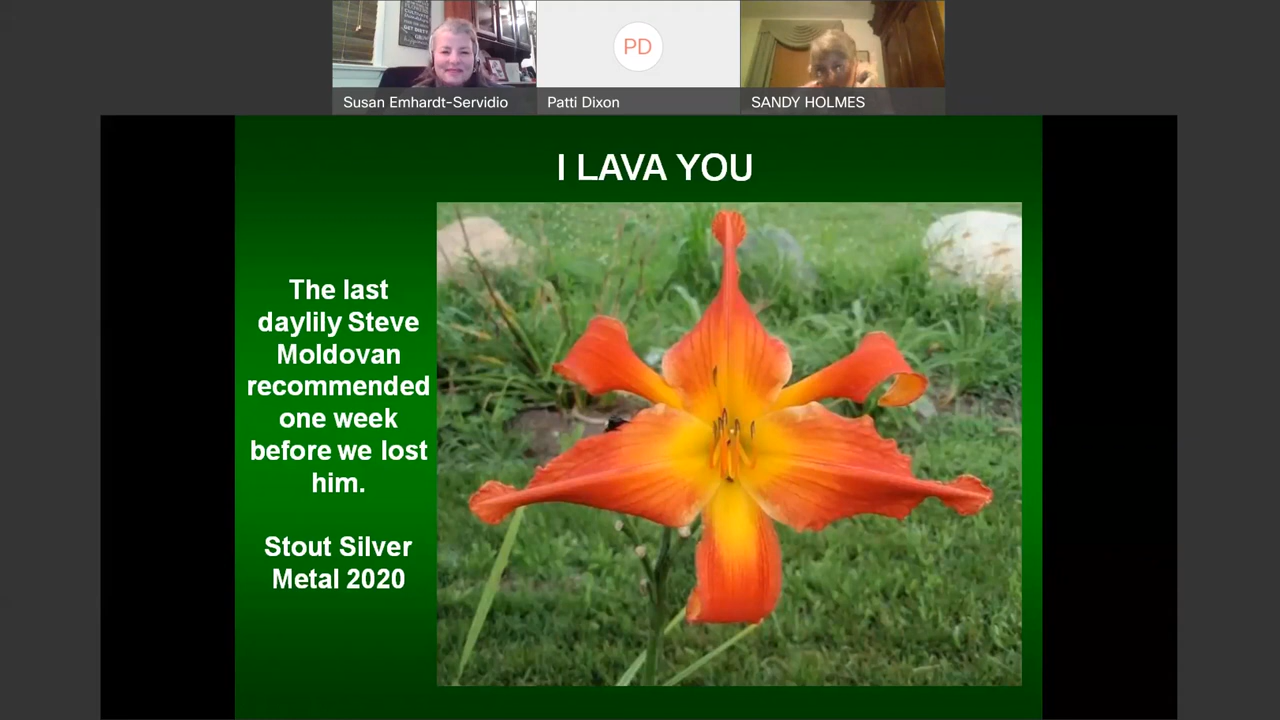 PD
Susan Emhardt-Servidio
Patti Dixon
SANDY HOLMES
I LAVA YOU
The last
daylily Steve
Moldovan
recommended
one week
before we lost
him.
Stout Silver
Metal 2020